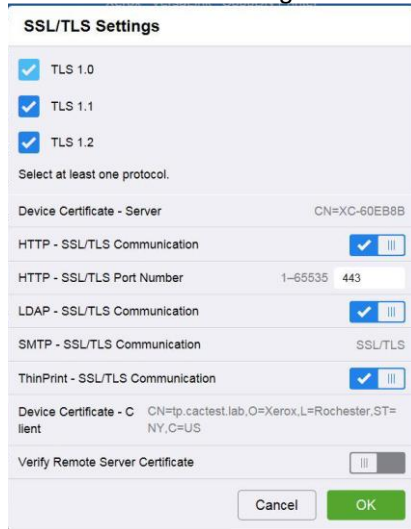 SSL/TLS Settings
TLS 1.0
TLS 1.1
TLS 1.2
Select at least one protocol.
Device Certificate - Server CN=XC-60EB8B
HTTP - SSL/TLS Communication
HTTP - SSL/TLS Port Number 1–65535 443
LDAP - SSL/TLS Communication
SMTP - SSL/TLS Communication SSL/TLS
ThinPrint - SSL/TLS Communication
Device Certificate - C CN=tp.cactest.lab,O=Xerox,L=Rochester,ST=
lient NY,C=US
Verify Remote Server Certificate
Cancel OK